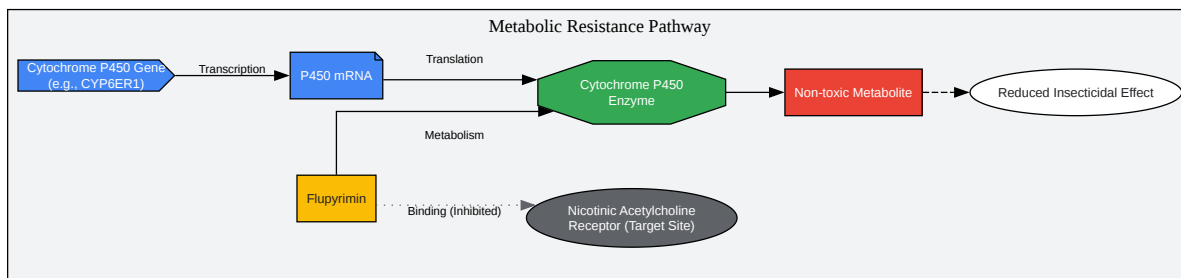 Metabolic Resistance Pathway
Cytochrome P450 Gene
(e.g., CYP6ER1)
Transcription
P450 mRNA
Translation
Cytochrome P450
Enzyme
Non-toxic Metabolite
Reduced Insecticidal Effect
Metabolism
Flupyrimin
Binding (Inhibited)
Nicotinic Acetylcholine
Receptor (Target Site)